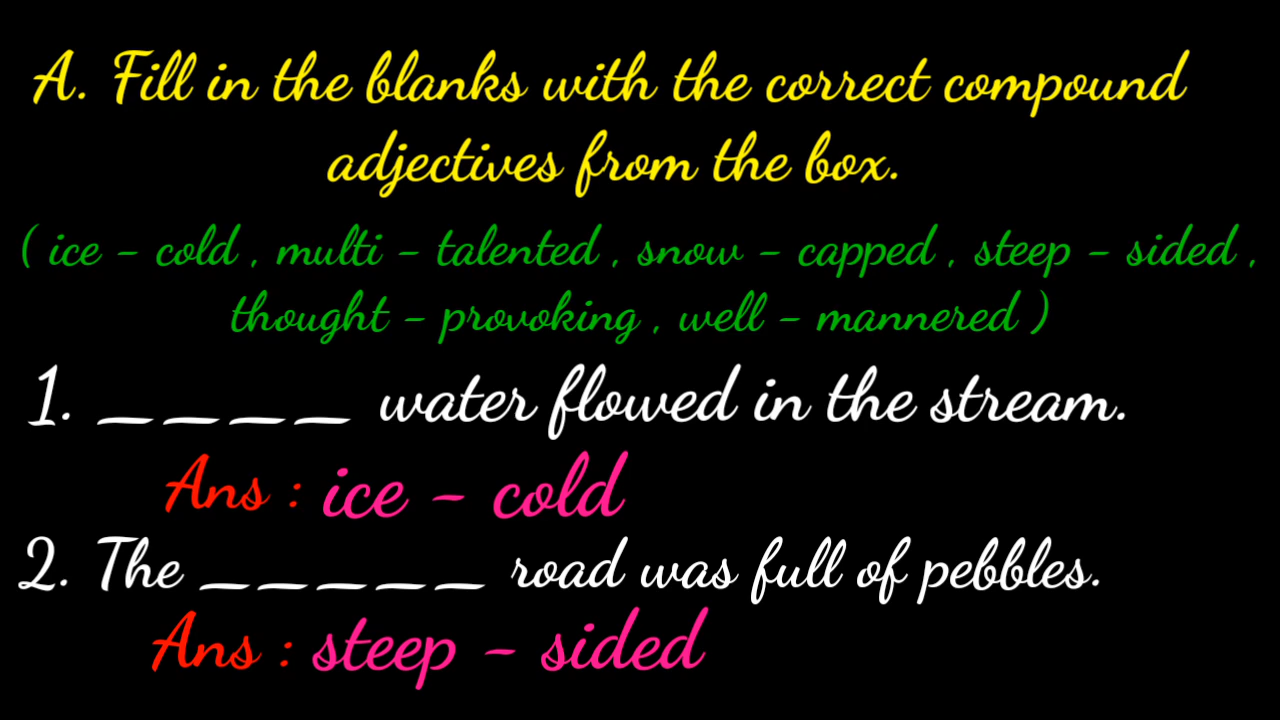 A. Fill in the blanks with the correct compound
adjectives from the box.
( ice - cold , multi - talented , snow - capped , steep - sided ,
thought - provoking , well - mannered )
1. ____ water flowed in the stream.
Ans : ice - cold
2. The _____ road was full of pebbles.
Ans : steep - sided